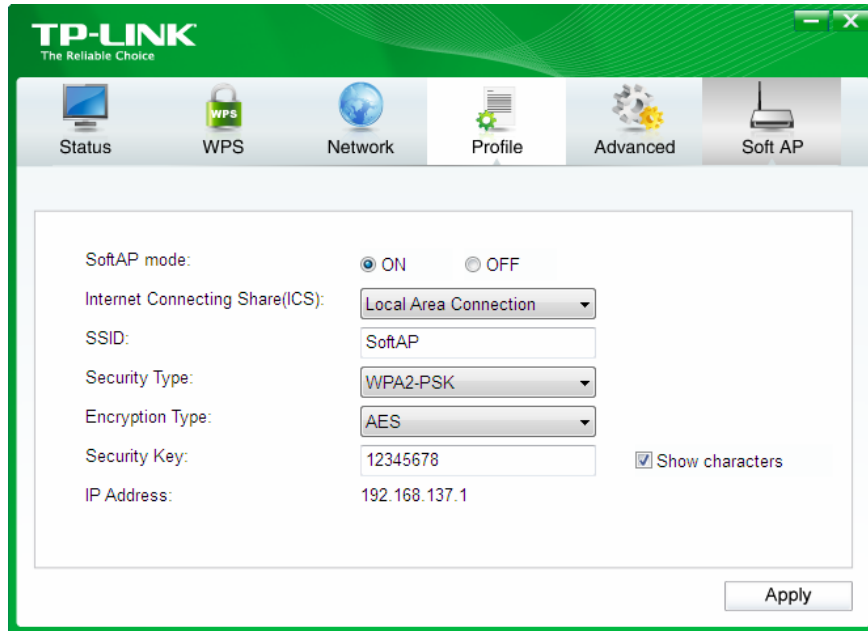 TP-LINK
The Reliable Choice
WPS
Status WPS Network Profile Advanced Soft AP
SoftAP mode: ON OFF
Internet Connecting Share(ICS): Local Area Connection
SSID: SoftAP
Security Type: WPA2-PSK
Encryption Type: AES
Security Key: 12345678 Show characters
IP Address: 192.168.137.1
Apply